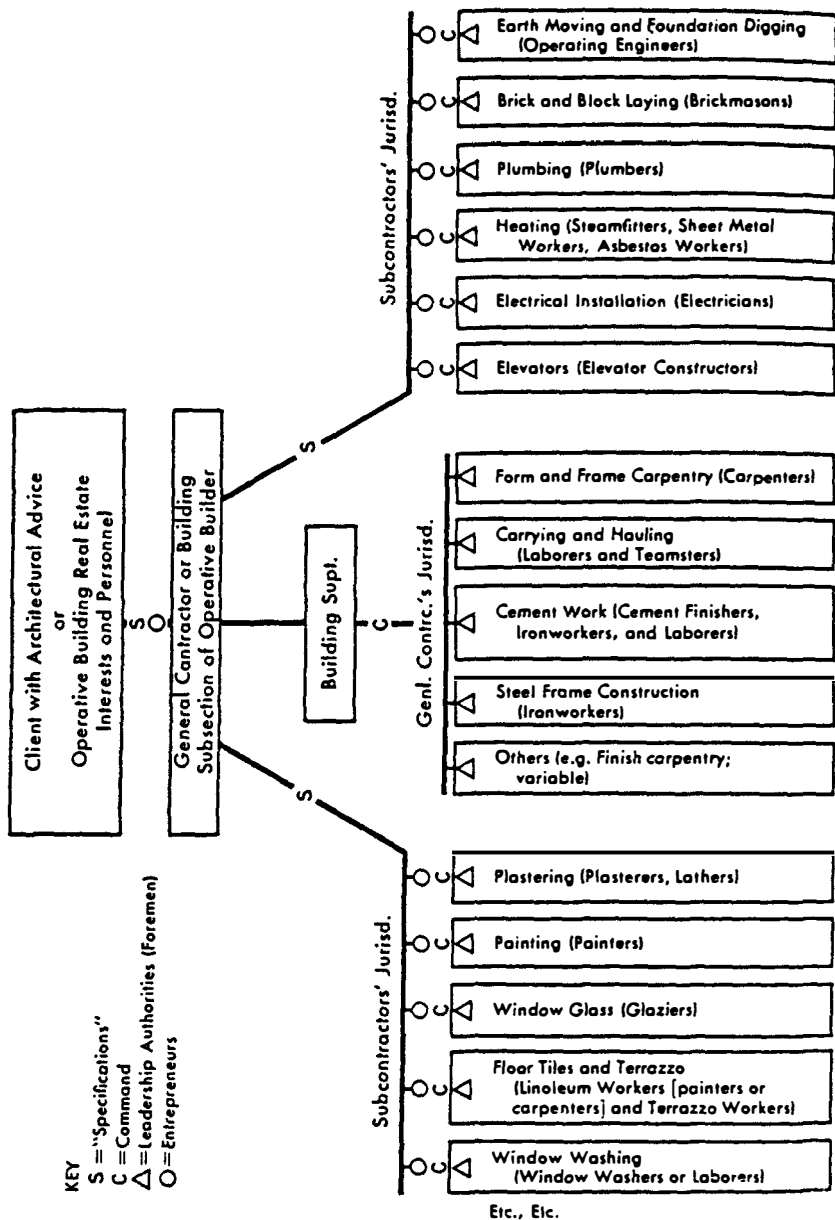 KEY
S = "Specifications"
C = Command
△ = Leadership Authorities (Foremen)
O = Entrepreneurs
Client with Architectural Advice
or
Operative Building Real Estate
Interests and Personnel
S
General Contractor or Building
Subsection of Operative Builder
S
S
Building Supt.
C
Subcontractors' Jurisd.
Genl. Contrc.'s Jurisd.
Subcontractors' Jurisd.
C
Earth Moving and Foundation Digging
(Operating Engineers)
C
Brick and Block Laying (Brickmasons)
C
Plumbing (Plumbers)
C
Heating (Steamfitters, Sheet Metal
Workers, Asbestos Workers)
C
Electrical Installation (Electricians)
C
Elevators (Elevator Constructors)
Form and Frame Carpentry (Carpenters)
Carrying and Hauling
(Laborers and Teamsters)
Cement Work (Cement Finishers,
Ironworkers, and Laborers)
Steel Frame Construction
(Ironworkers)
Others (e.g. Finish carpentry;
variable)
C
Plastering (Plasterers, Lathers)
C
Painting (Painters)
C
Window Glass (Glaziers)
C
Floor Tiles and Terrazzo
(Linoleum Workers [painters or
carpenters] and Terrazzo Workers)
C
Window Washing
(Window Washers or Laborers)
Etc., Etc.